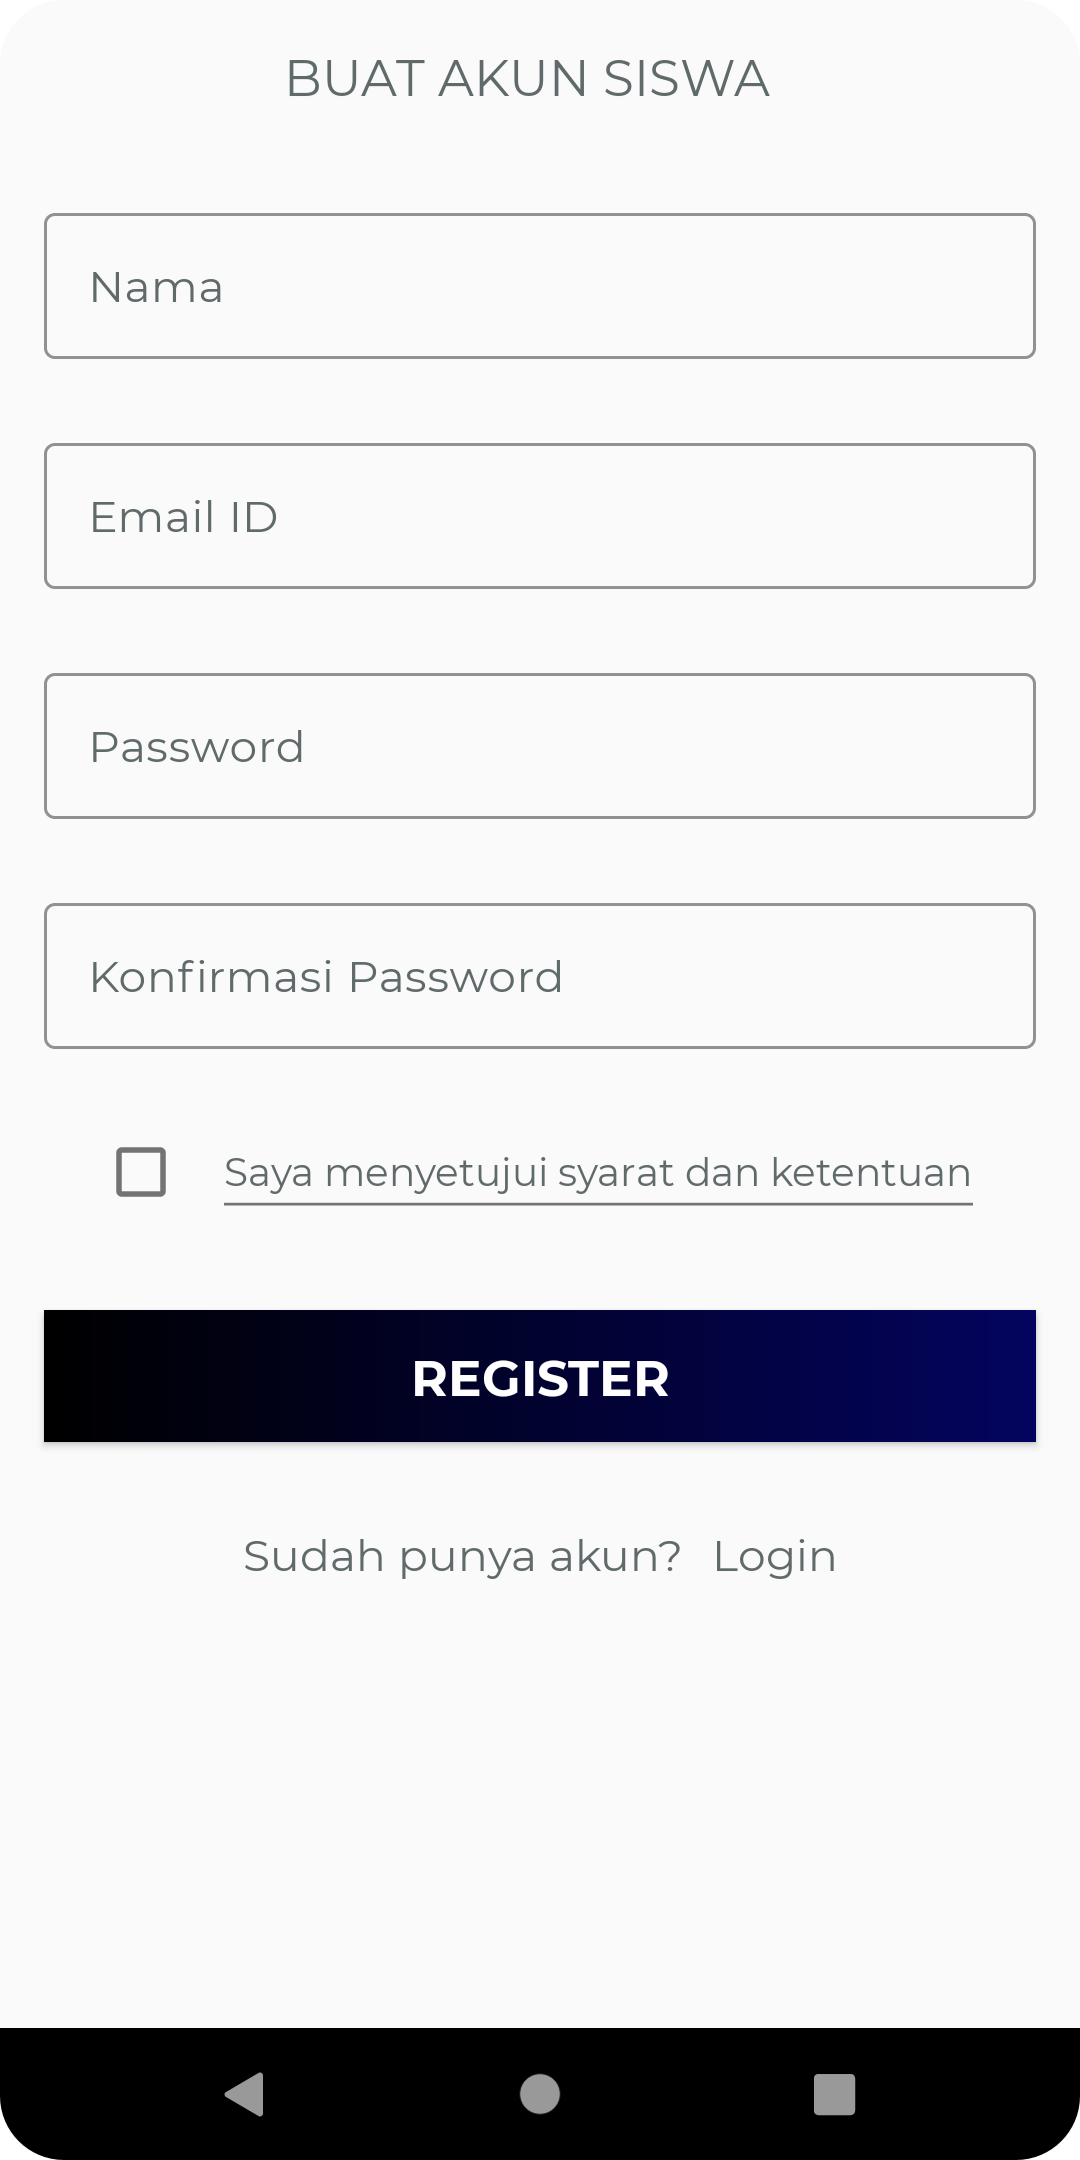 BUAT AKUN SISWA
Nama
Email ID
Password
Konfirmasi Password
Saya menyetujui syarat dan ketentuan
REGISTER
Sudah punya akun? Login